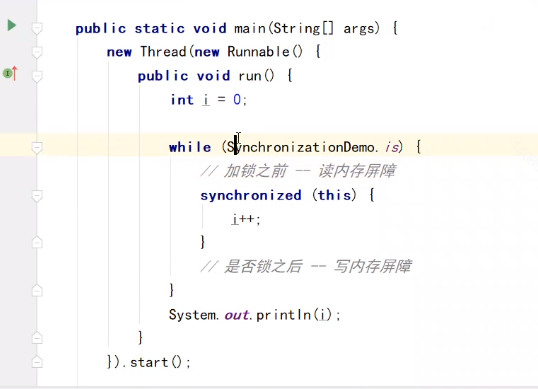 public static void main(String[] args) {
new Thread(new Runnable() {
public void run() {
int i = 0;
while (SynchronizationDemo.is) {
// 加锁之前 -- 读内存屏障
synchronized (this) {
i++;
}
// 是否锁之后 -- 写内存屏障
}
System.out.println(i);
}
}).start();